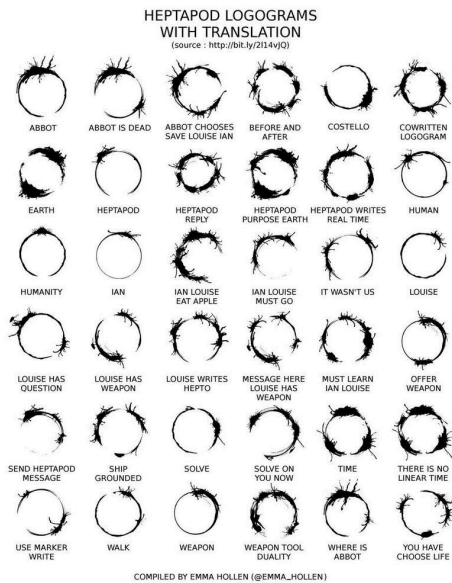 HEPTAPOD LOGOGRAMS
WITH TRANSLATION
(source : http://bit.ly/2l14vJQ)
ABBOT
ABBOT IS DEAD
ABBOT CHOOSES
SAVE LOUISE IAN
BEFORE AND
AFTER
COSTELLO
COWRITTEN
LOGOGRAM
EARTH
HEPTAPOD
HEPTAPOD
REPLY
HEPTAPOD
PURPOSE EARTH
HEPTAPOD WRITES
REAL TIME
HUMAN
HUMANITY
IAN
IAN LOUISE
EAT APPLE
IAN LOUISE
MUST GO
IT WASN'T US
LOUISE
LOUISE HAS
QUESTION
LOUISE HAS
WEAPON
LOUISE WRITES
HEPTO
MESSAGE HERE
LOUISE HAS
WEAPON
MUST LEARN
IAN LOUISE
OFFER
WEAPON
SEND HEPTAPOD
MESSAGE
SHIP
GROUNDED
SOLVE
SOLVE ON
YOU NOW
TIME
THERE IS NO
LINEAR TIME
USE MARKER
WRITE
WALK
WEAPON
WEAPON TOOL
DUALITY
WHERE IS
ABBOT
YOU HAVE
CHOOSE LIFE
COMPILED BY EMMA HOLLEN (@EMMA_HOLLEN)